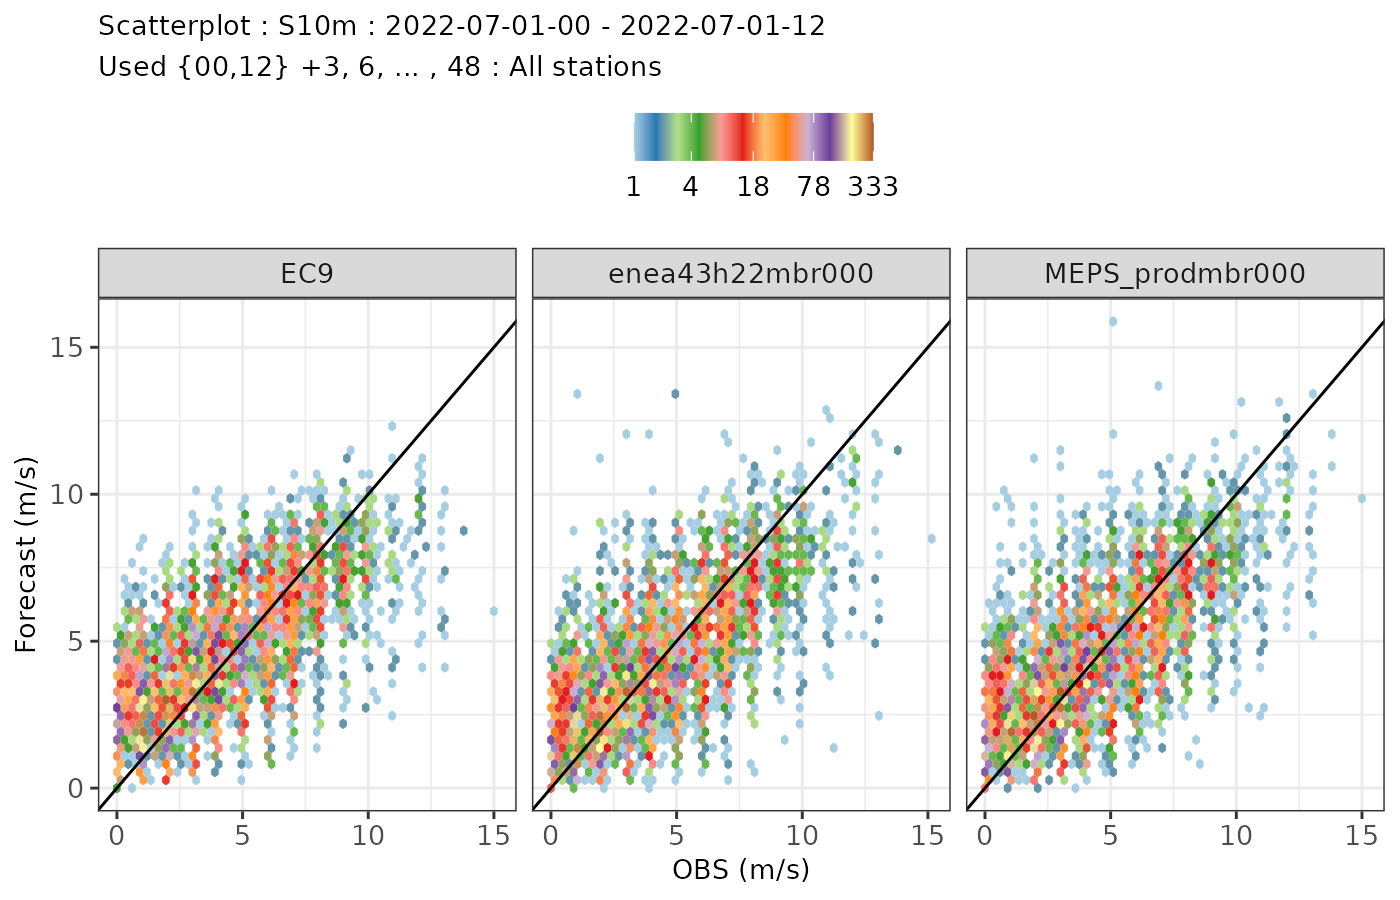 Scatterplot : S10m : 2022-07-01-00 - 2022-07-01-12
Used {00,12} +3, 6, ... , 48 : All stations
1 4 18 78 333
EC9 enea43h22mbr000 MEPS_prodmbr000
Forecast (m/s)
15
10
5
0
0 5 10 15 0 5 10 15 0 5 10 15
OBS (m/s)